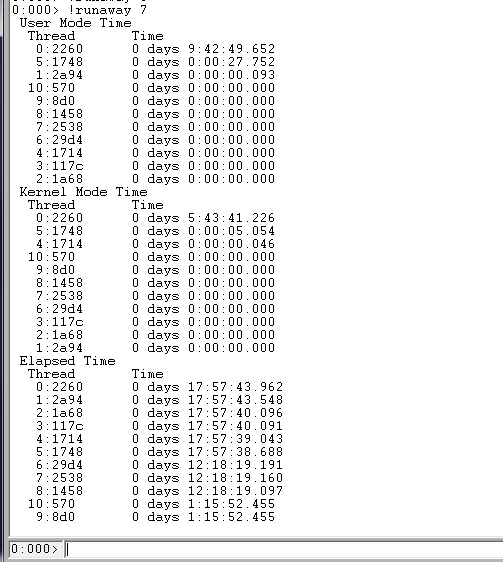 0:000> !runaway 7
User Mode Time
Thread Time
0:2260 0 days 9:42:49.652
5:1748 0 days 0:00:27.752
1:2a94 0 days 0:00:00.093
10:570 0 days 0:00:00.000
9:8d0 0 days 0:00:00.000
8:1458 0 days 0:00:00.000
7:2538 0 days 0:00:00.000
6:29d4 0 days 0:00:00.000
4:1714 0 days 0:00:00.000
3:117c 0 days 0:00:00.000
2:1a68 0 days 0:00:00.000
Kernel Mode Time
Thread Time
0:2260 0 days 5:43:41.226
5:1748 0 days 0:00:05.054
4:1714 0 days 0:00:00.046
10:570 0 days 0:00:00.000
9:8d0 0 days 0:00:00.000
8:1458 0 days 0:00:00.000
7:2538 0 days 0:00:00.000
6:29d4 0 days 0:00:00.000
3:117c 0 days 0:00:00.000
2:1a68 0 days 0:00:00.000
1:2a94 0 days 0:00:00.000
Elapsed Time
Thread Time
0:2260 0 days 17:57:43.962
1:2a94 0 days 17:57:43.548
2:1a68 0 days 17:57:40.096
3:117c 0 days 17:57:40.091
4:1714 0 days 17:57:39.043
5:1748 0 days 17:57:38.688
6:29d4 0 days 12:18:19.191
7:2538 0 days 12:18:19.160
8:1458 0 days 12:18:19.097
10:570 0 days 1:15:52.455
9:8d0 0 days 1:15:52.455
0:000>